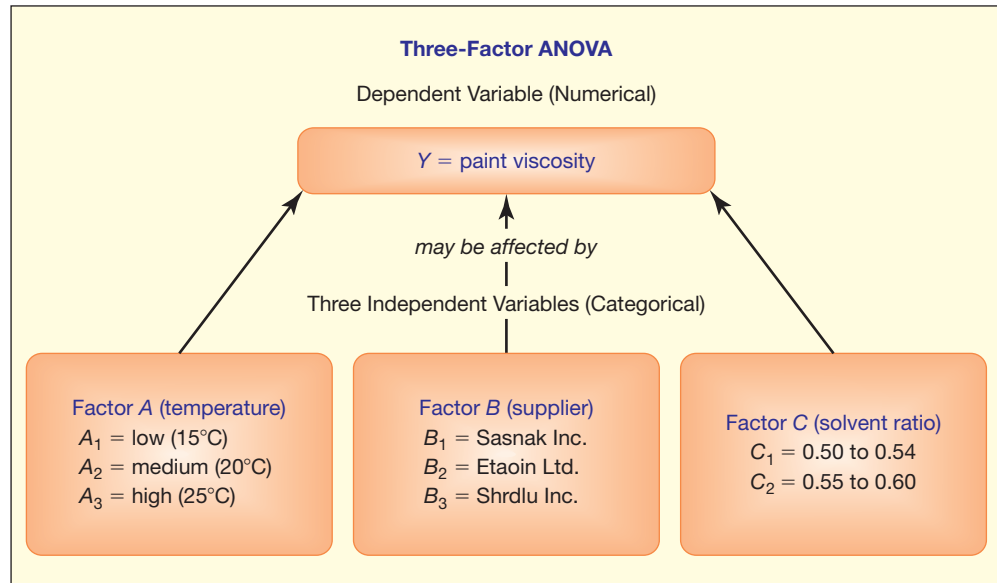 Three-Factor ANOVA
Dependent Variable (Numerical)
Y = paint viscosity
may be affected by
Three Independent Variables (Categorical)
Factor A (temperature)
A₁ = low (15°C)
A₂ = medium (20°C)
A₃ = high (25°C)
Factor B (supplier)
B₁ = Sasnak Inc.
B₂ = Etaoin Ltd.
B₃ = Shrdlu Inc.
Factor C (solvent ratio)
C₁ = 0.50 to 0.54
C₂ = 0.55 to 0.60